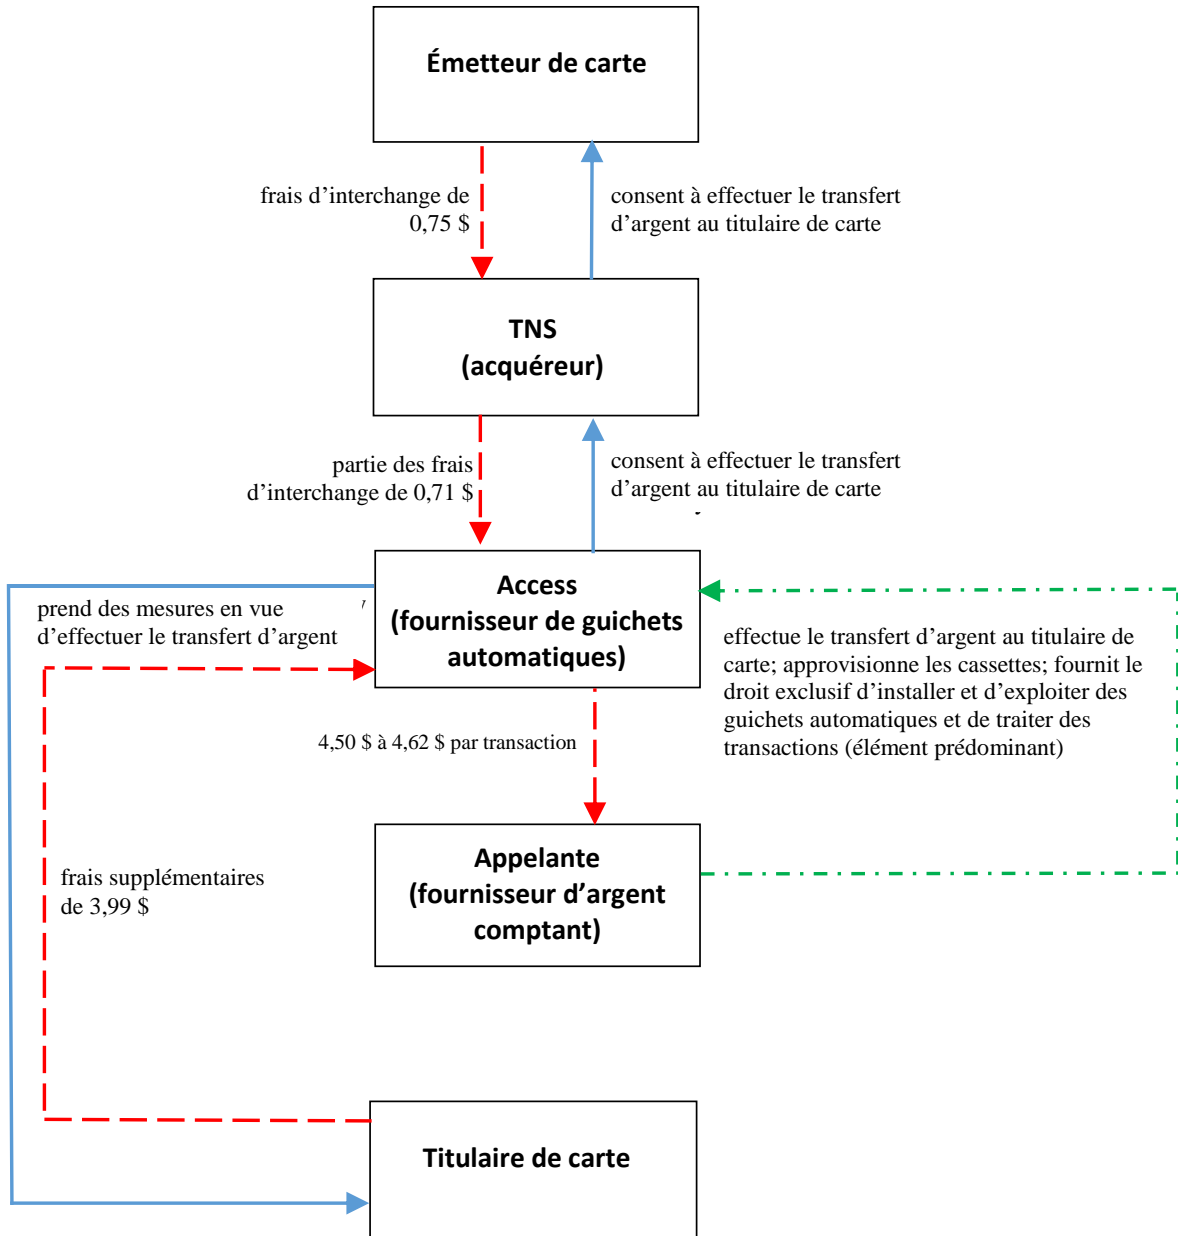 Émetteur de carte
frais d’interchange de
0,75 $
consent à effectuer le transfert
d’argent au titulaire de carte
TNS
(acquéreur)
partie des frais
d’interchange de 0,71 $
consent à effectuer le transfert
d’argent au titulaire de carte
Access
(fournisseur de guichets
automatiques)
prend des mesures en vue
d’effectuer le transfert d’argent
effectue le transfert d’argent au titulaire de
carte; approvisionne les cassettes; fournit le
droit exclusif d’installer et d’exploiter des
guichets automatiques et de traiter des
transactions (élément prédominant)
4,50 $ à 4,62 $ par transaction
Appelante
(fournisseur d’argent
comptant)
frais supplémentaires
de 3,99 $
Titulaire de carte